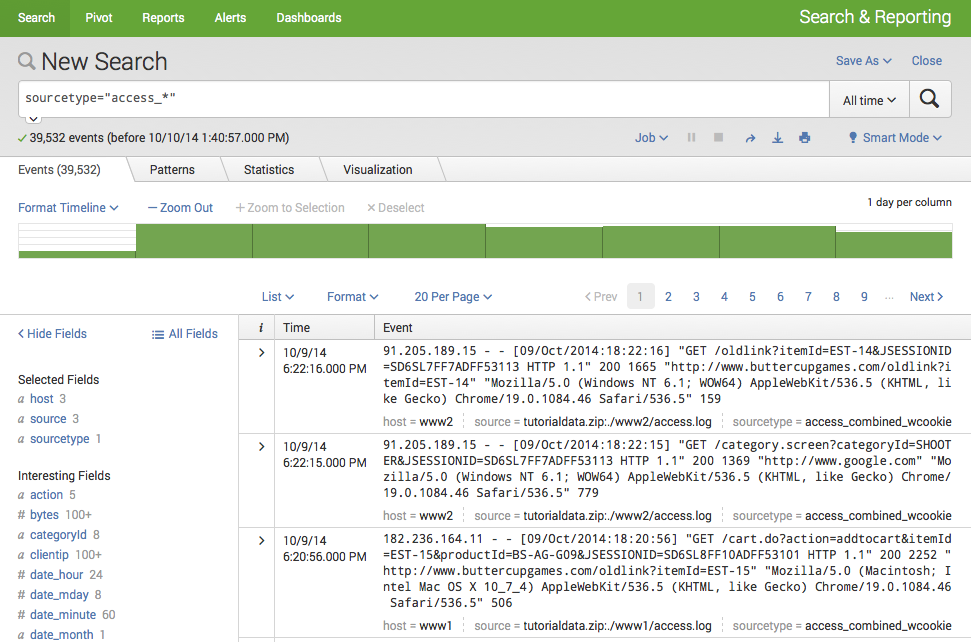 Search Pivot Reports Alerts Dashboards Search & Reporting
New Search
Save As Close
sourcetype="access_*"
All time
39,532 events (before 10/10/14 1:40:57.000 PM)
Job Smart Mode
Events (39,532) Patterns Statistics Visualization
Format Timeline — Zoom Out + Zoom to Selection × Deselect
1 day per column
List Format 20 Per Page
< Prev 1 2 3 4 5 6 7 8 9 ... Next >
< Hide Fields All Fields
Selected Fields
a host 3
a source 3
a sourcetype 1
Interesting Fields
a action 5
# bytes 100+
a categoryId 8
a clientip 100+
# date_hour 24
# date_mday 8
# date_minute 60
a date_month 1
i Time Event
> 10/9/14
6:22:16.000 PM
91.205.189.15 - - [09/Oct/2014:18:22:16] "GET /oldlink?itemId=EST-14&JSESSIONID
=SD6SL7FF7ADFF53113 HTTP 1.1" 200 1665 "http://www.buttercupgames.com/oldlink?i
temId=EST-14" "Mozilla/5.0 (Windows NT 6.1; WOW64) AppleWebKit/536.5 (KHTML, li
ke Gecko) Chrome/19.0.1084.46 Safari/536.5" 159
host = www2 source = tutorialdata.zip:./www2/access.log sourcetype = access_combined_wcookie
> 10/9/14
6:22:15.000 PM
91.205.189.15 - - [09/Oct/2014:18:22:15] "GET /category.screen?categoryId=SHOOT
ER&JSESSIONID=SD6SL7FF7ADFF53113 HTTP 1.1" 200 1369 "http://www.google.com" "Mo
zilla/5.0 (Windows NT 6.1; WOW64) AppleWebKit/536.5 (KHTML, like Gecko) Chrome/
19.0.1084.46 Safari/536.5" 779
host = www2 source = tutorialdata.zip:./www2/access.log sourcetype = access_combined_wcookie
> 10/9/14
6:20:56.000 PM
182.236.164.11 - - [09/Oct/2014:18:20:56] "GET /cart.do?action=addtocart&itemId
=EST-15&productId=BS-AG-G09&JSESSIONID=SD6SL8FF10ADFF53101 HTTP 1.1" 200 2252 "
http://www.buttercupgames.com/oldlink?itemId=EST-15" "Mozilla/5.0 (Macintosh; I
ntel Mac OS X 10_7_4) AppleWebKit/536.5 (KHTML, like Gecko) Chrome/19.0.1084.46
Safari/536.5" 506
host = www1 source = tutorialdata.zip:./www1/access.log sourcetype = access_combined_wcookie